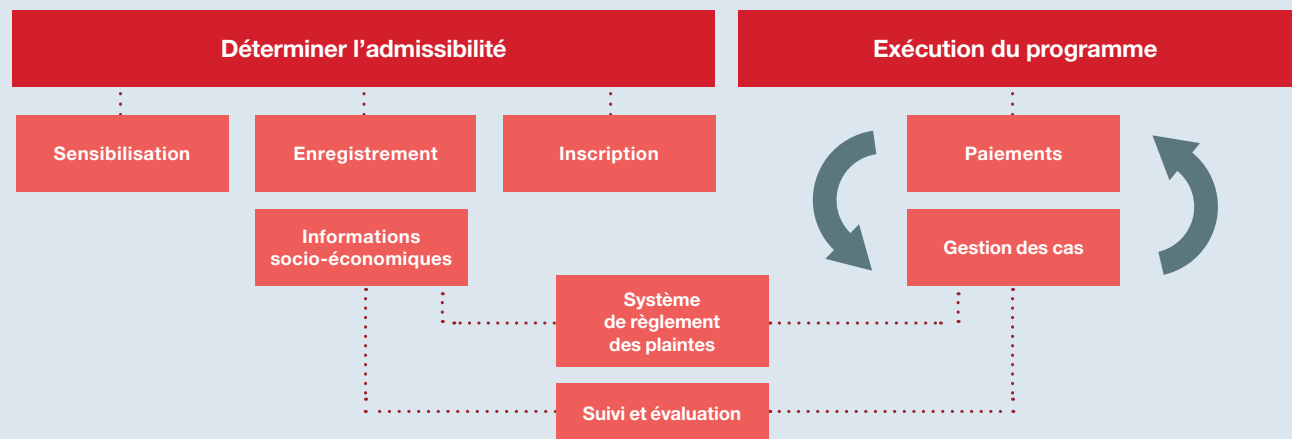 Déterminer l’admissibilité
Exécution du programme
Sensibilisation
Enregistrement
Inscription
Paiements
Informations
socio-économiques
Gestion des cas
Système
de règlement
des plaintes
Suivi et évaluation